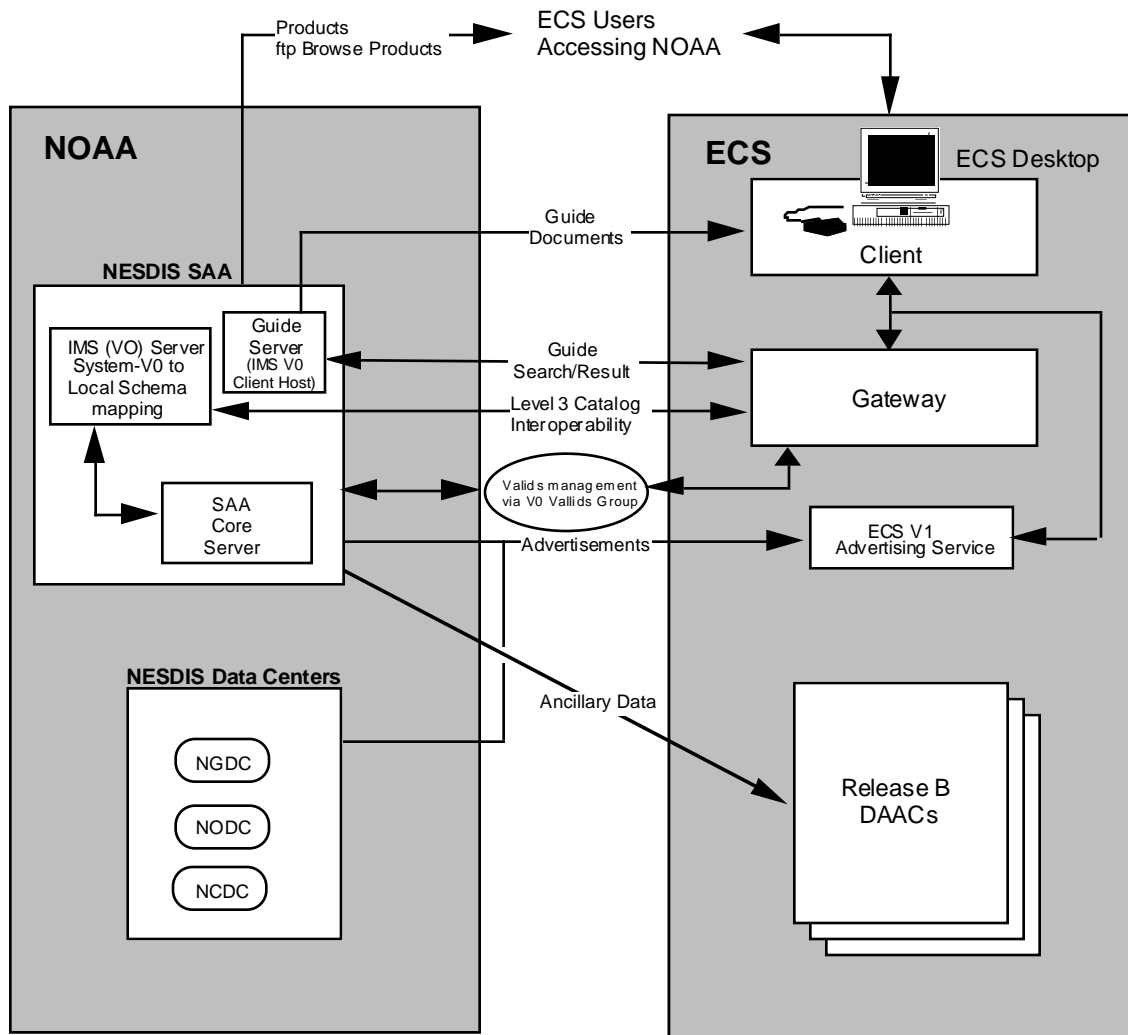 Products
ftp Browse Products
ECS Users
Accessing NOAA
NOAA
ECS
ECS Desktop
Client
Guide
Documents
NESDIS SAA
IMS (VO) Server
System-V0 to
Local Schema
mapping
Guide
Server
(IMS V0
Client Host)
Guide
Search/Result
Level 3 Catalog
Interoperability
Gateway
Valids management
via V0 Vallids Group
SAA
Core
Server
Advertisements
ECS V1
Advertising Service
NESDIS Data Centers
NGDC
NODC
NCDC
Ancillary Data
Release B
DAACs